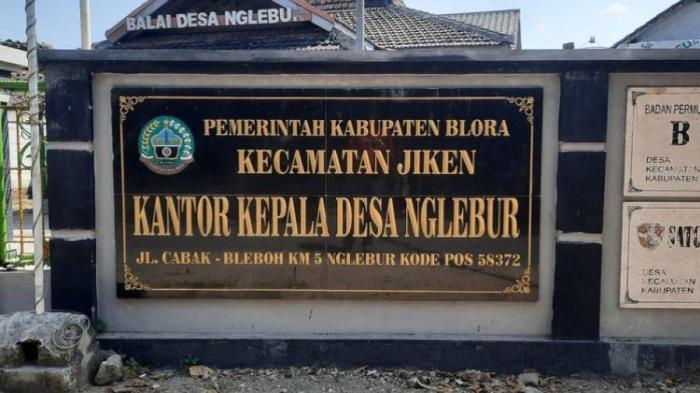 BALAI DESA NGLEBUR
PEMERINTAH KABUPATEN BLORA
KECAMATAN JIKEN
KANTOR KEPALA DESA NGLEBUR
JL. CABAK - BLEBOH KM 5 NGLEBUR KODE POS 58372
BADAN PERMU
B
DESA
KECAMATAN
KABUPATEN
SATG
DESA
KECAMATAN
KABUPATEN